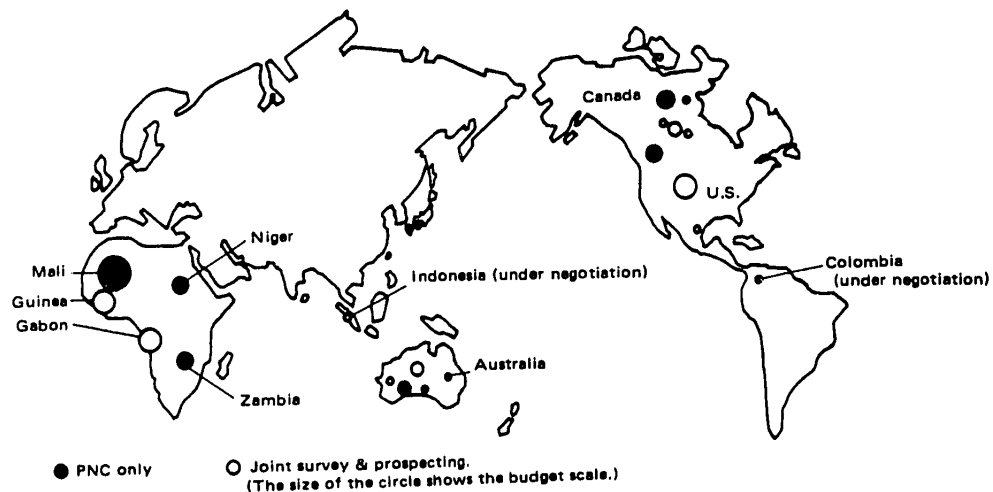 Canada
U.S.
Niger
Mali
Indonesia (under negotiation)
Colombia
(under negotiation)
Guinea
Gabon
Australia
Zambia
PNC only
Joint survey & prospecting.
(The size of the circle shows the budget scale.)